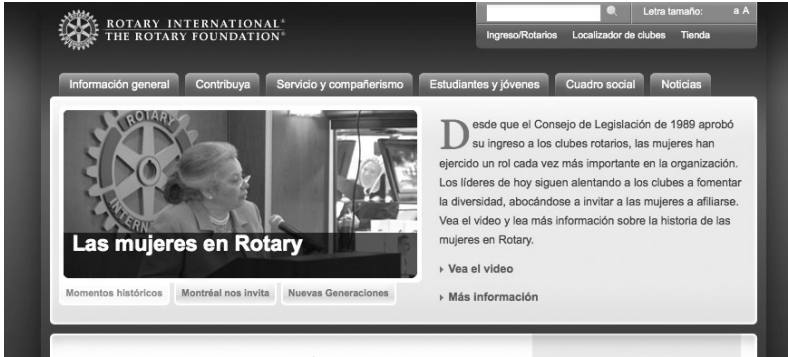 ROTARY INTERNATIONAL®
THE ROTARY FOUNDATION®
Letra tamaño: a A
Ingreso/Rotarios Localizador de clubes Tienda
Información general Contribuya Servicio y compañerismo Estudiantes y jóvenes Cuadro social Noticias
ROTARY
INTERN
Las mujeres en Rotary
Momentos históricos Montréal nos invita Nuevas Generaciones
Desde que el Consejo de Legislación de 1989 aprobó
su ingreso a los clubes rotarios, las mujeres han
ejercido un rol cada vez más importante en la organización.
Los líderes de hoy siguen alentando a los clubes a fomentar
la diversidad, abocándose a invitar a las mujeres a afiliarse.
Vea el video y lea más información sobre la historia de las
mujeres en Rotary.
Vea el video
Más información